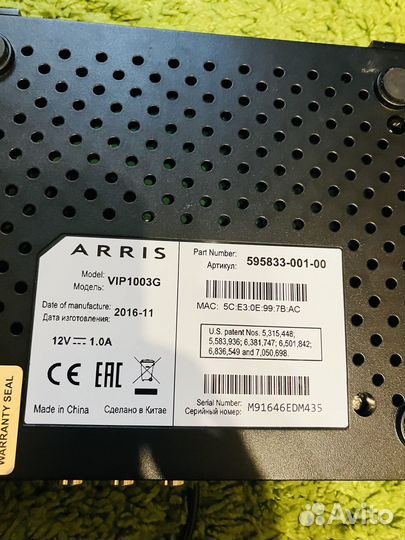 ARRIS
Model:
Модель: VIP1003G
Date of manufacture:
Дата изготовления: 2016-11
12V ⎓ 1.0A
CE EAC
Made in China Сделано в Китае
Part Number:
Артикул: 595833-001-00
MAC: 5C:E3:0E:99:7B:AC
U.S. patent Nos. 5,315,448;
5,583,936; 6,381,747; 6,501,842;
6,836,549 and 7,050,698.
Serial Number:
Серийный номер: M91646EDM435
WARRANTY SEAL
Avito